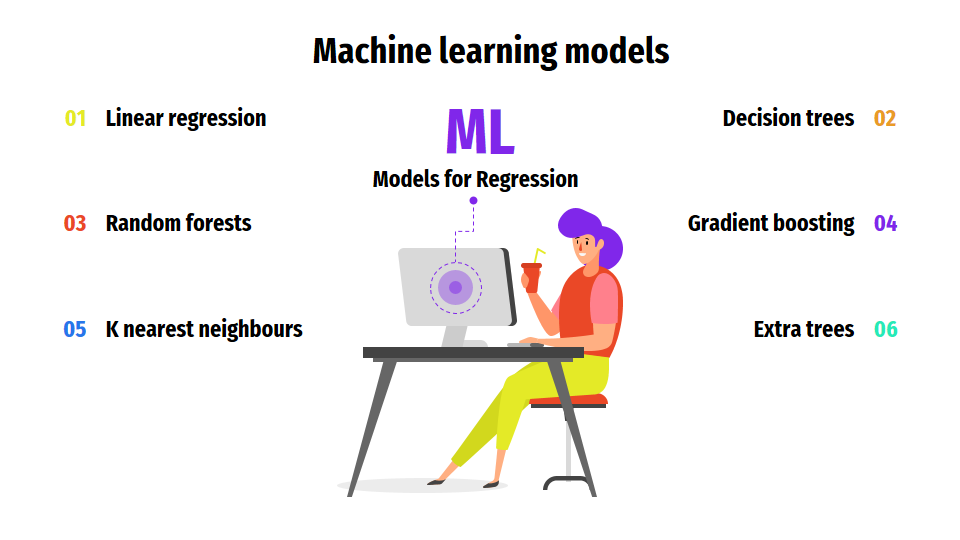 Machine learning models
ML
Models for Regression
01 Linear regression
Decision trees 02
03 Random forests
Gradient boosting 04
05 K nearest neighbours
Extra trees 06